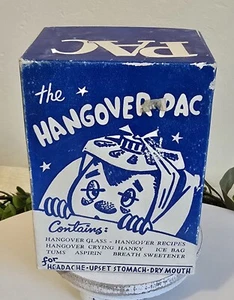 PAC
the
HANGOVER-PAC
Contains:
HANGOVER GLASS - HANGOVER RECIPES
HANGOVER CRYING HANKY ICE BAG
TUMS ASPIRIN BREATH SWEETENER
for
HEADACHE-UPSET STOMACH-DRY MOUTH